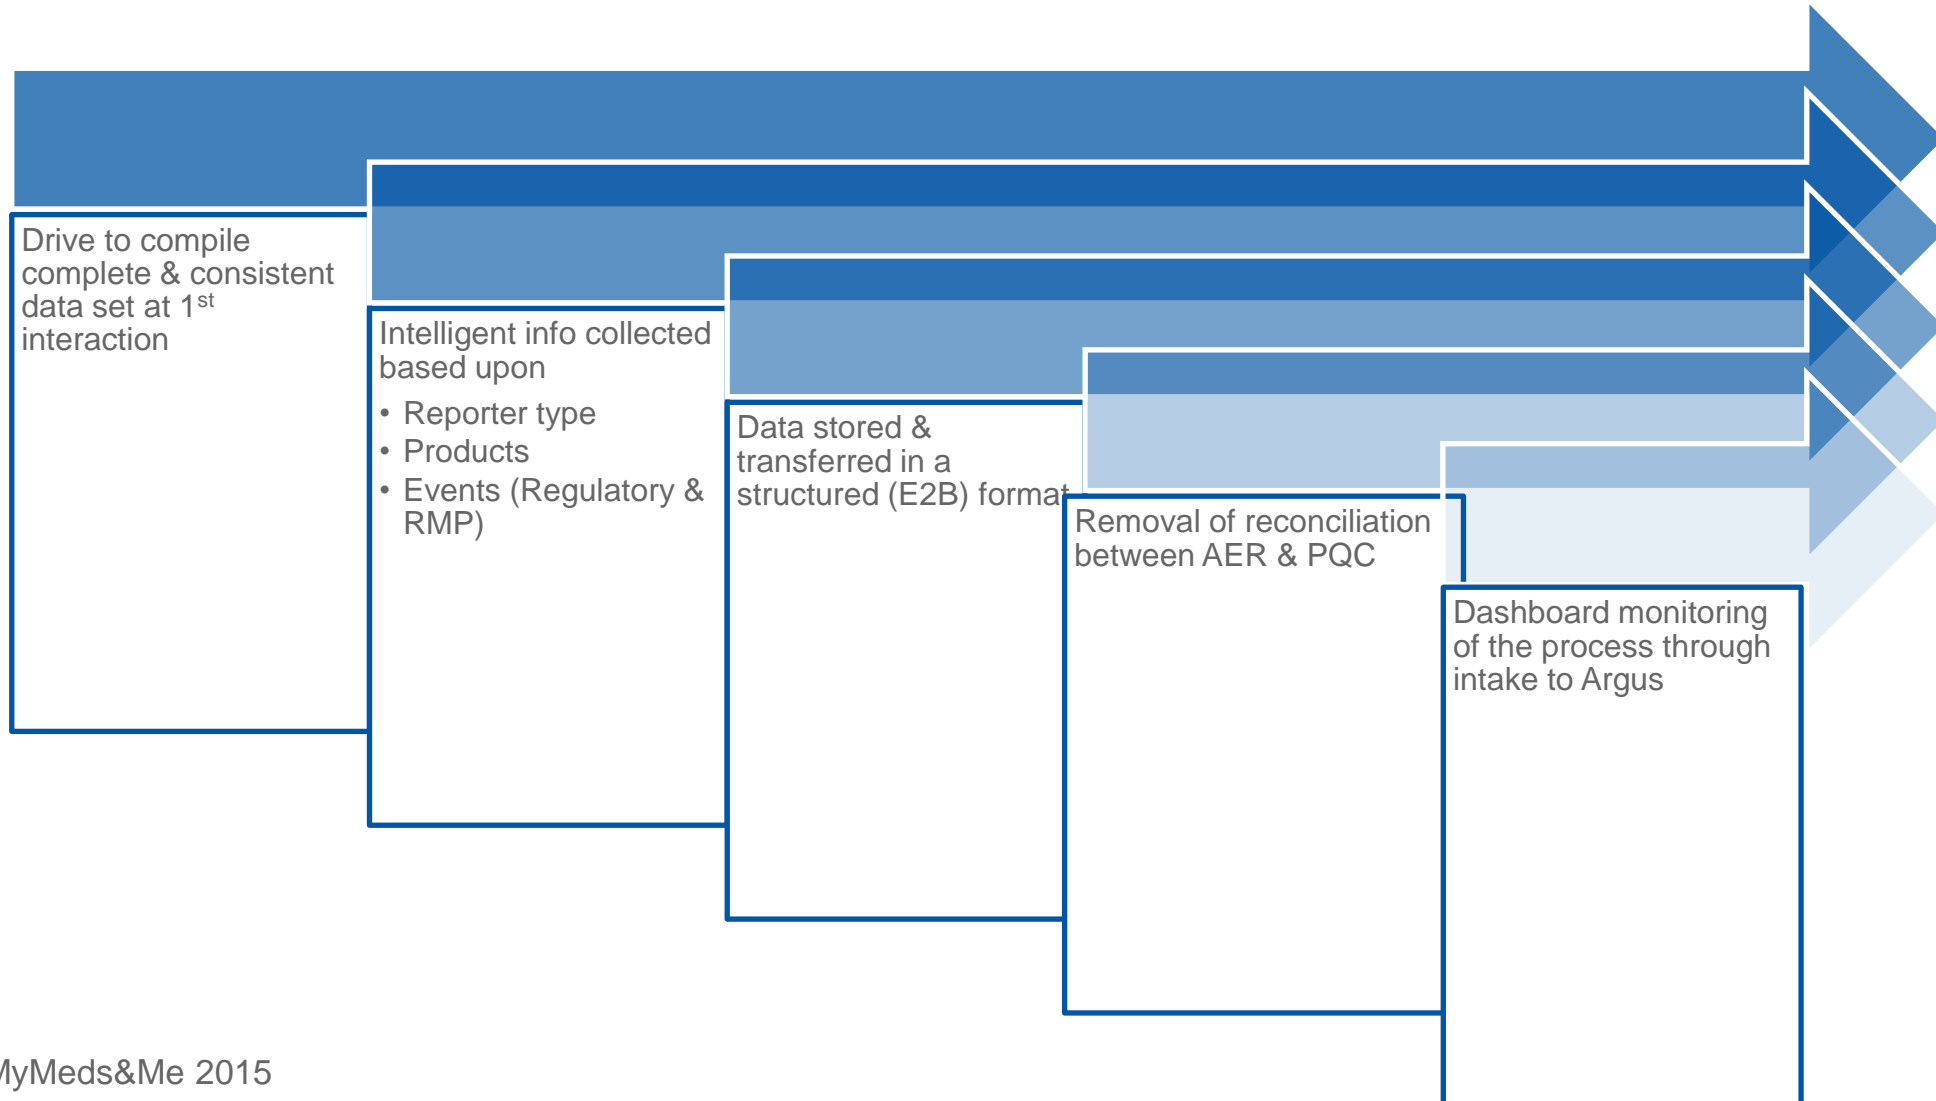 Drive to compile
complete & consistent
data set at 1st
interaction
Intelligent info collected
based upon
• Reporter type
• Products
• Events (Regulatory &
RMP)
Data stored &
transferred in a
structured (E2B) format
Removal of reconciliation
between AER & PQC
Dashboard monitoring
of the process through
intake to Argus
MyMeds&Me 2015